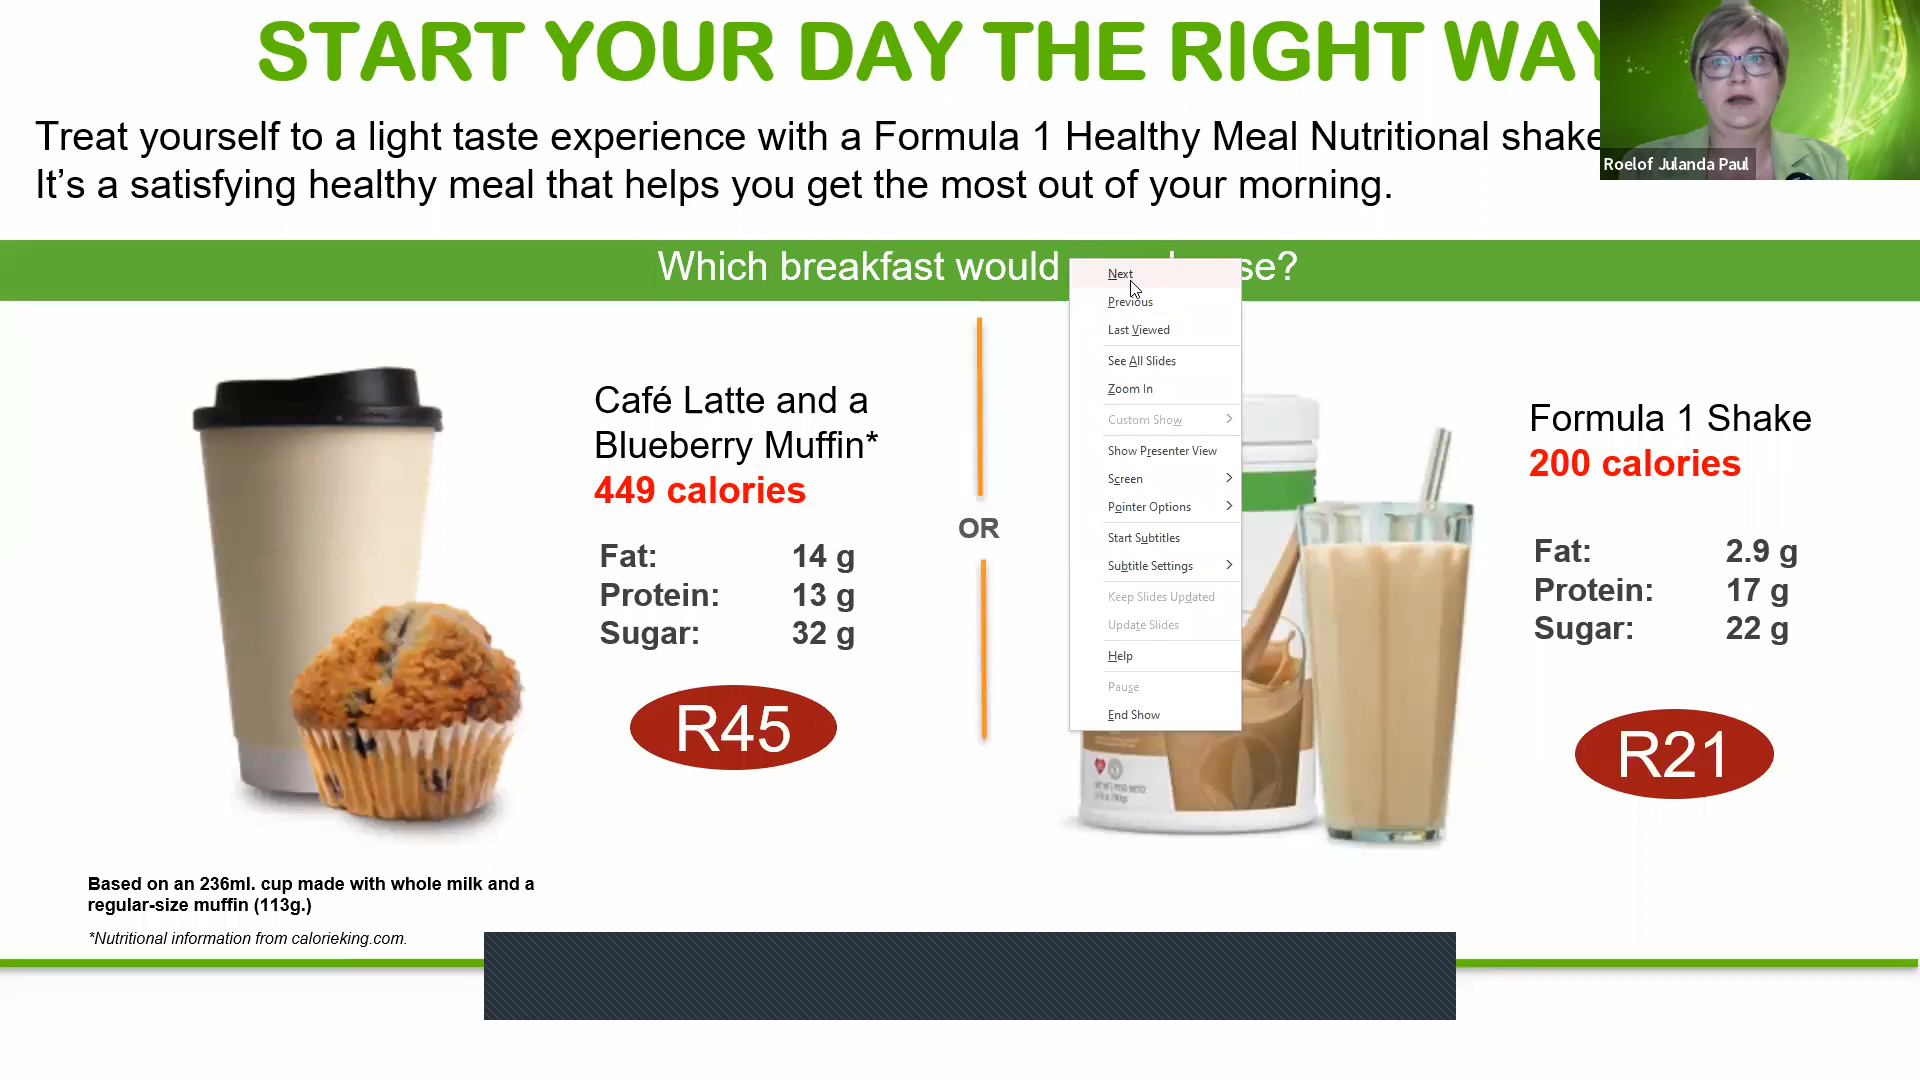 START YOUR DAY THE RIGHT WAY
Treat yourself to a light taste experience with a Formula 1 Healthy Meal Nutritional shake
It's a satisfying healthy meal that helps you get the most out of your morning.
Roelof Julanda Paul
Which breakfast would se?
Next
Previous
Last Viewed
See All Slides
Zoom In
Custom Show
Show Presenter View
Screen
Pointer Options
Start Subtitles
Subtitle Settings
Keep Slides Updated
Update Slides
Help
Pause
End Show
Café Latte and a
Blueberry Muffin*
449 calories
Fat: 14 g
Protein: 13 g
Sugar: 32 g
R45
OR
Formula 1 Shake
200 calories
Fat: 2.9 g
Protein: 17 g
Sugar: 22 g
R21
Based on an 236ml. cup made with whole milk and a
regular-size muffin (113g.)
*Nutritional information from calorieking.com.